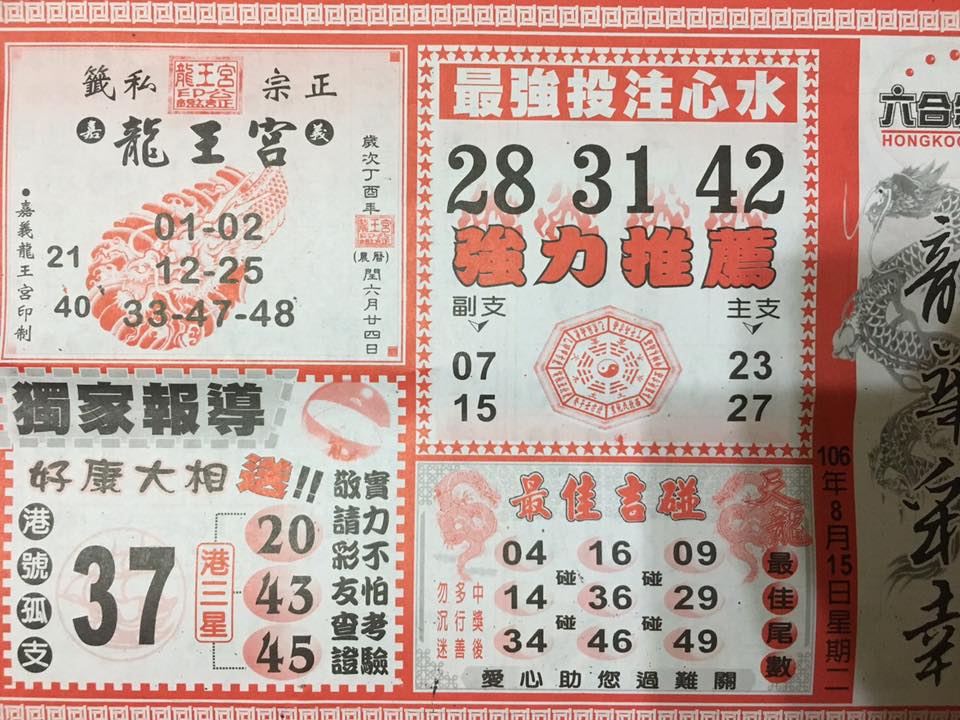 籤私 宗正
嘉 龍王宮 義
歲次丁酉年
(農曆)閏六月廿四日
•嘉義龍王宮印制
01-02
21
12-25
40
33-47-48
獨家報導
好康大相送!!
港號孤支
37
港三星
20
43
45
實力不怕考驗
敬請彩友查證
最強投注心水
28 31 42
強力推薦
副支
主支
07
23
15
27
最佳吉碰
天龍
最佳尾數
04 16 09
碰 碰
14 36 29
碰 碰
34 46 49
中獎後
多行善
勿沉迷
愛心助您過難關
106年8月15日星期二
六合
HONGKO